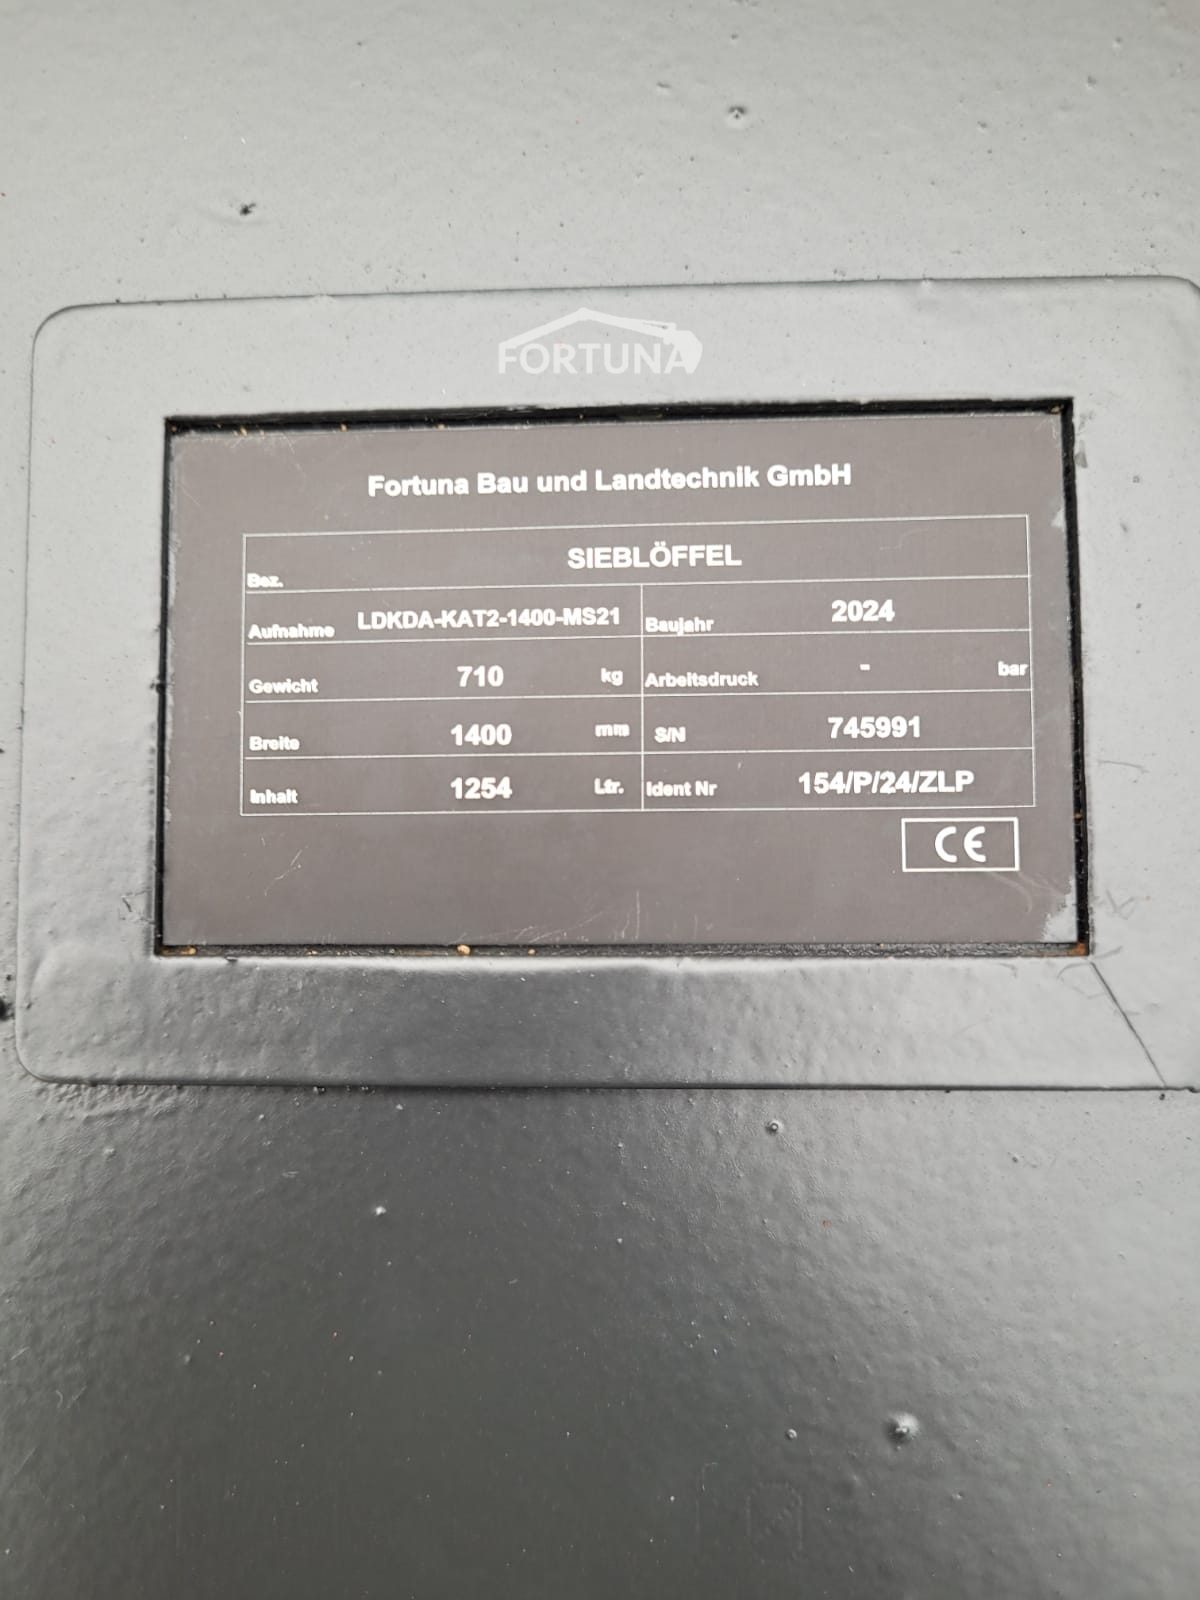 FORTUNA
Fortuna Bau und Landtechnik GmbH
Bez. SIEBLÖFFEL
Aufnahme LDKDA-KAT2-1400-MS21 Baujahr 2024
Gewicht 710 kg Arbeitsdruck - bar
Breite 1400 mm S/N 745991
Inhalt 1254 Ltr. Ident Nr 154/P/24/ZLP
CE